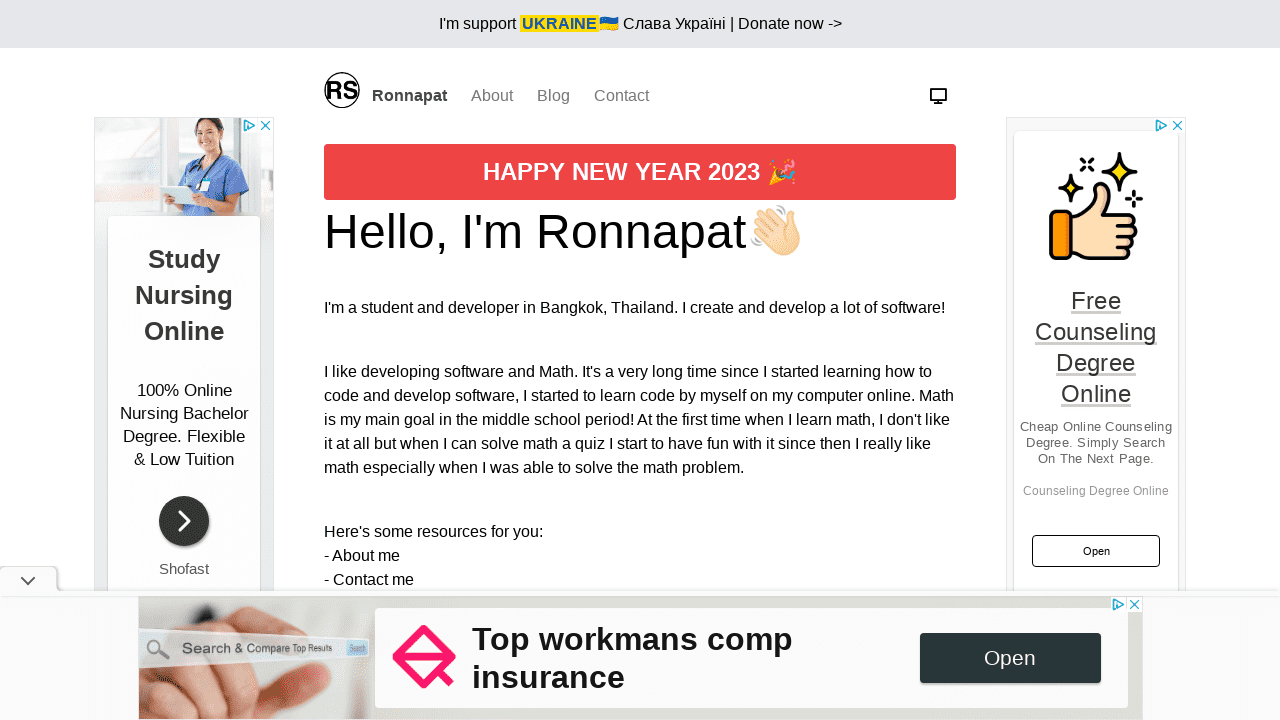 I'm support UKRAINE🇺🇦 Слава Україні | Donate now ->
RS
Ronnapat
About
Blog
Contact
HAPPY NEW YEAR 2023 🎉
Hello, I'm Ronnapat👋🏻
I'm a student and developer in Bangkok, Thailand. I create and develop a lot of software!
I like developing software and Math. It's a very long time since I started learning how to
code and develop software, I started to learn code by myself on my computer online. Math
is my main goal in the middle school period! At the first time when I learn math, I don't like
it at all but when I can solve math a quiz I start to have fun with it since then I really like
math especially when I was able to solve the math problem.
Here's some resources for you:
- About me
- Contact me
Study
Nursing
Online
100% Online
Nursing Bachelor
Degree. Flexible
& Low Tuition
Shofast
Free
Counseling
Degree
Online
Cheap Online Counseling
Degree. Simply Search
On The Next Page.
Counseling Degree Online
Open
Search & Compare Top Results
Search
Top workmans comp
insurance
Open